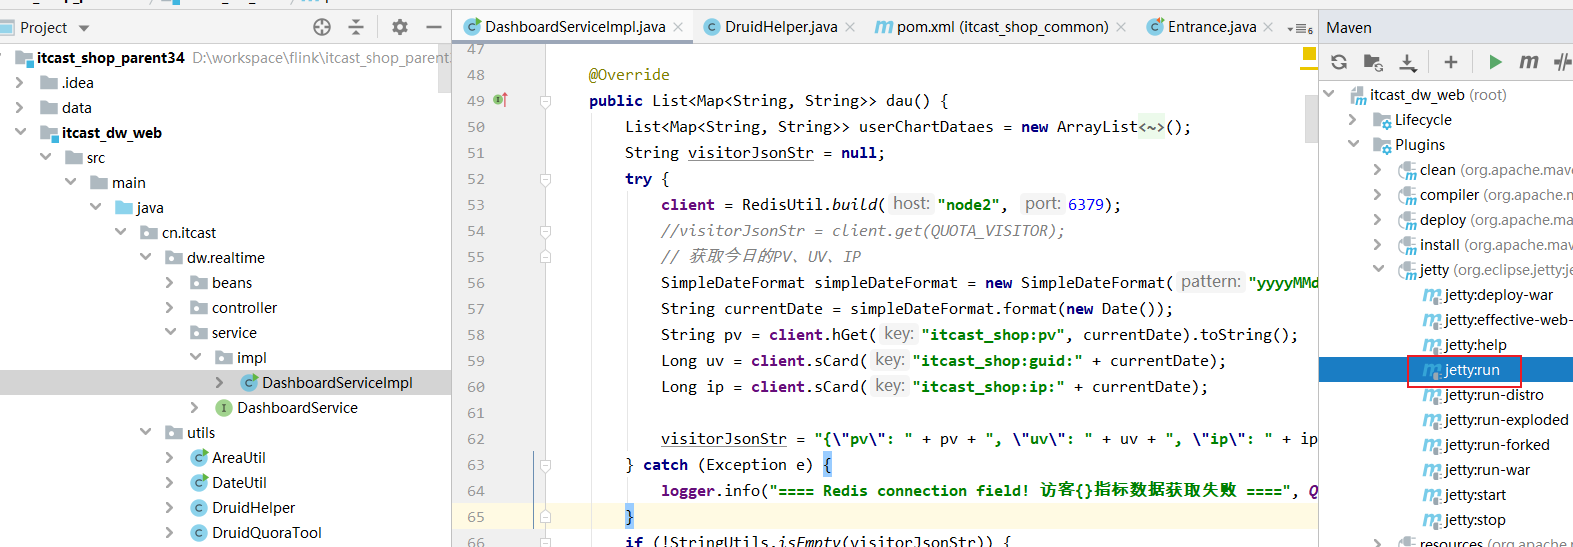 Project
itcast_shop_parent34 D:\workspace\flink\itcast_shop_parent.
.idea
data
itcast_dw_web
src
main
java
cn.itcast
dw.realtime
beans
controller
service
impl
DashboardServiceImpl
DashboardService
utils
AreaUtil
DateUtil
DruidHelper
DruidQuoraTool
DashboardServiceImpl.java DruidHelper.java pom.xml (itcast_shop_common) Entrance.java 6
47
48 @Override
49 public List<Map<String, String>> dau() {
50 List<Map<String, String>> userChartDataes = new ArrayList<~>();
51 String visitorJsonStr = null;
52 try {
53 client = RedisUtil.build( host: "node2", port: 6379);
54 //visitorJsonStr = client.get(QUOTA_VISITOR);
55 // 获取今日的PV、UV、IP
56 SimpleDateFormat simpleDateFormat = new SimpleDateFormat( pattern: "yyyyMMd
57 String currentDate = simpleDateFormat.format(new Date());
58 String pv = client.hGet( key: "itcast_shop:pv", currentDate).toString();
59 Long uv = client.sCard( key: "itcast_shop:guid:" + currentDate);
60 Long ip = client.sCard( key: "itcast_shop:ip:" + currentDate);
61
62 visitorJsonStr = "{\"pv\": " + pv + ", \"uv\": " + uv + ", \"ip\": " + ip
63 } catch (Exception e) {
64 logger.info("==== Redis connection field! 访客{}指标数据获取失败 ====", Q
65 }
66 if (!StringUtils.isEmpty(visitorJsonStr)) {
Maven
itcast_dw_web (root)
Lifecycle
Plugins
clean (org.apache.mave
compiler (org.apache.
deploy (org.apache.m
install (org.apache.mav
jetty (org.eclipse.jetty:je
jetty:deploy-war
jetty:effective-web-
jetty:help
jetty:run
jetty:run-distro
jetty:run-exploded
jetty:run-forked
jetty:run-war
jetty:start
jetty:stop
resources (org.apache.m